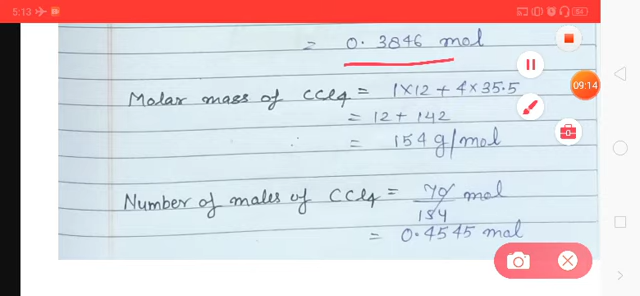 5:13
54
= 0.3846 mol
09:14
Molar mass of CCl4 = 1×12 + 4×35.5
= 12 + 142
= 154 g/mol
Number of moles of CCl4 = 70/154 mol
= 0.4545 mol